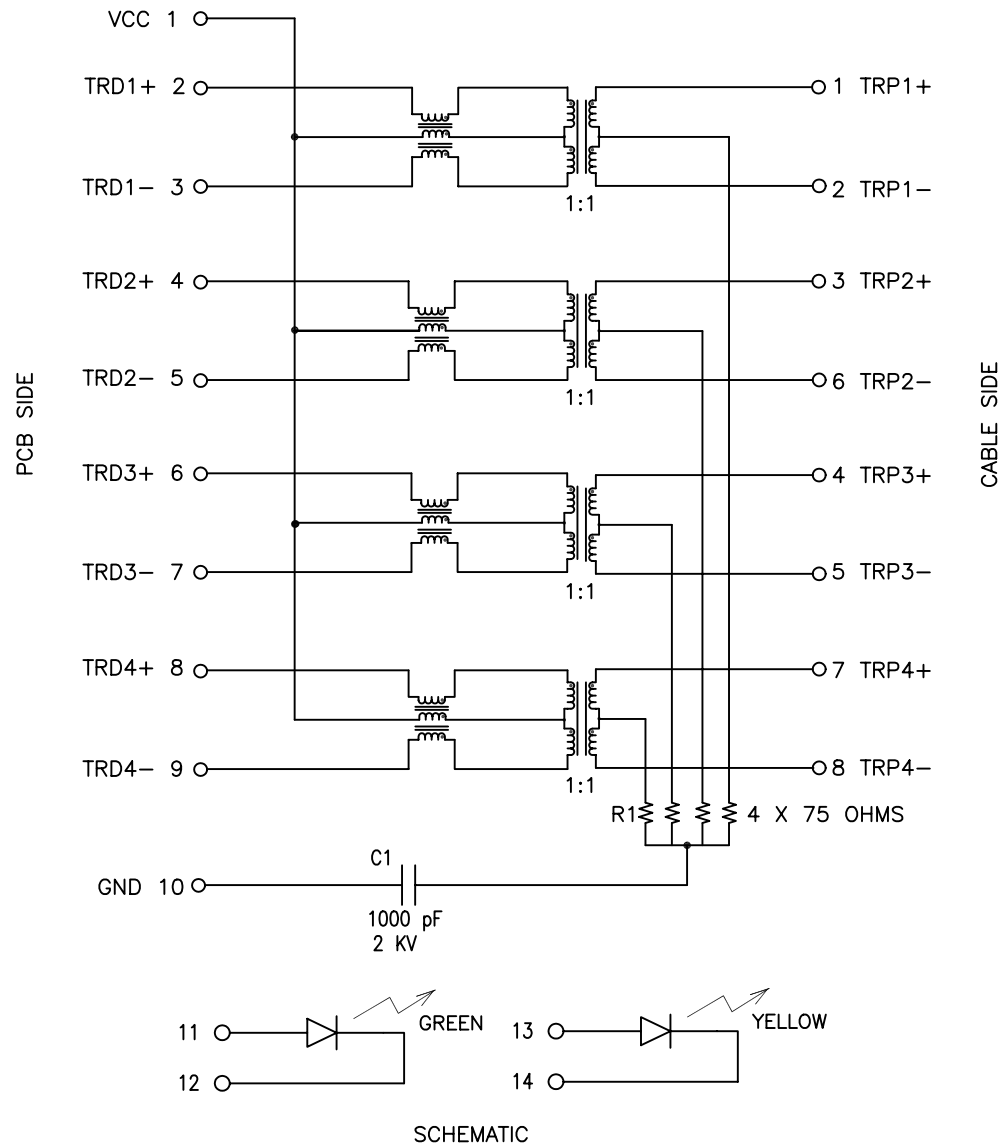 VCC 1
TRD1+ 2
1 TRP1+
TRD1- 3
2 TRP1-
1:1
TRD2+ 4
3 TRP2+
TRD2- 5
6 TRP2-
1:1
PCB SIDE
CABLE SIDE
TRD3+ 6
4 TRP3+
TRD3- 7
5 TRP3-
1:1
TRD4+ 8
7 TRP4+
TRD4- 9
8 TRP4-
1:1
R1 4 X 75 OHMS
C1
GND 10
1000 pF
2 KV
11 GREEN
12
13 YELLOW
14
SCHEMATIC